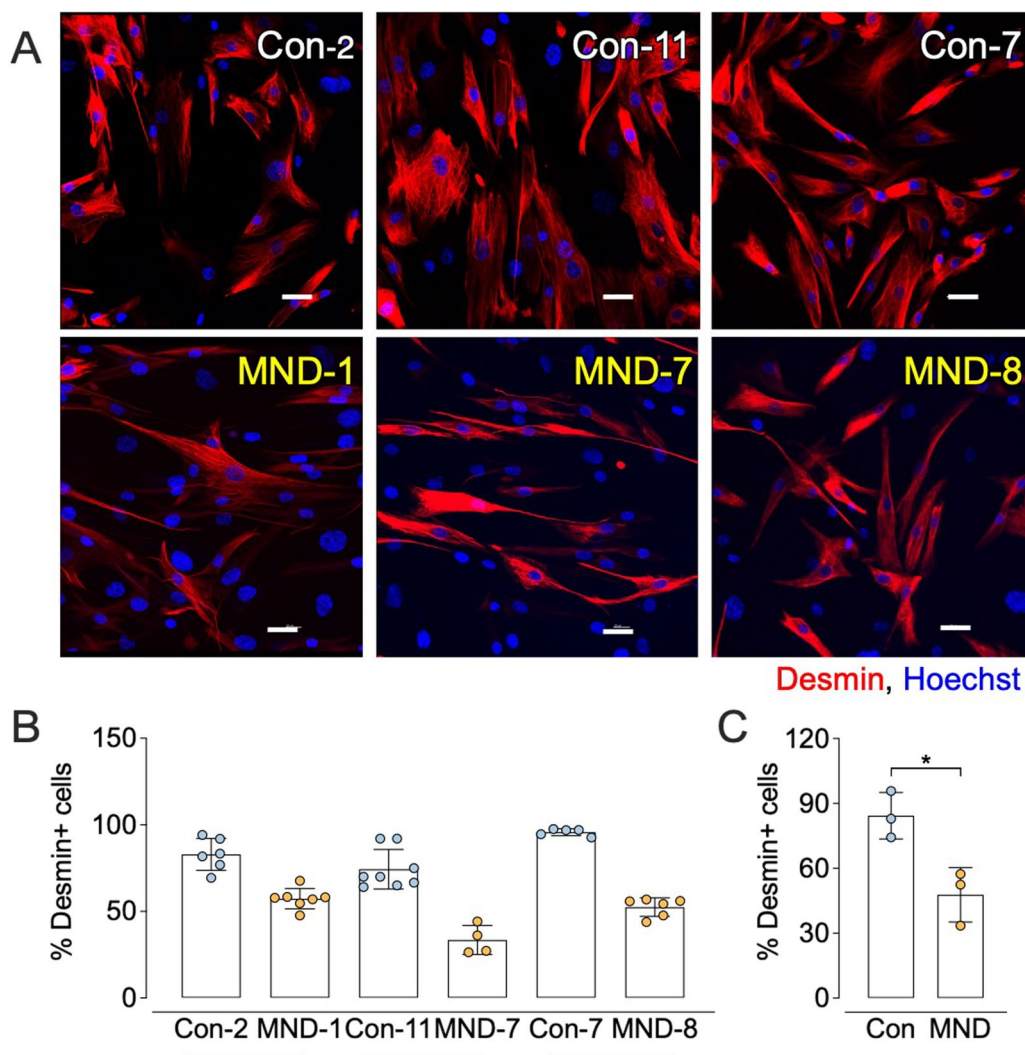 A
Con-2
Con-11
Con-7
MND-1
MND-7
MND-8
Desmin, Hoechst
B
% Desmin+ cells
150
100
50
0
Con-2 MND-1 Con-11 MND-7 Con-7 MND-8
C
% Desmin+ cells
120
90
60
30
0
*
Con MND